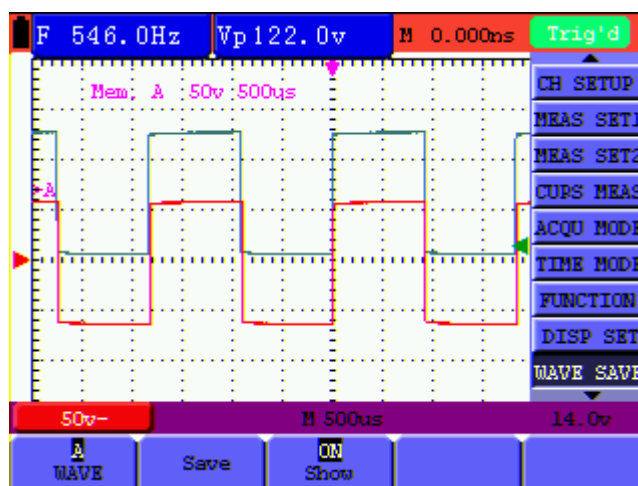 F 546.0Hz Vp122.0v M 0.000ns Trig'd
Mem. A 50v 500us
CH SETUP
MEAS SET1
MEAS SET2
A
CUPS MEAS
ACQU MODE
TIME MODE
FUNCTION
DISP SET
WAVE SAVE
50v- M 500us 14.0v
A
WAVE
Save
ON
Show